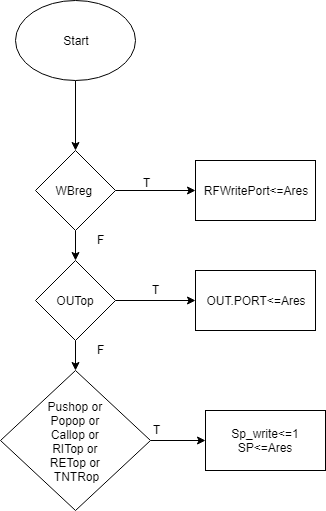 Start
WBreg
T
RFWritePort<=Ares
F
OUTop
T
OUT.PORT<=Ares
F
Pushop or
Popop or
Callop or
RITop or
RETop or
TNTRop
T
Sp_write<=1
SP<=Ares